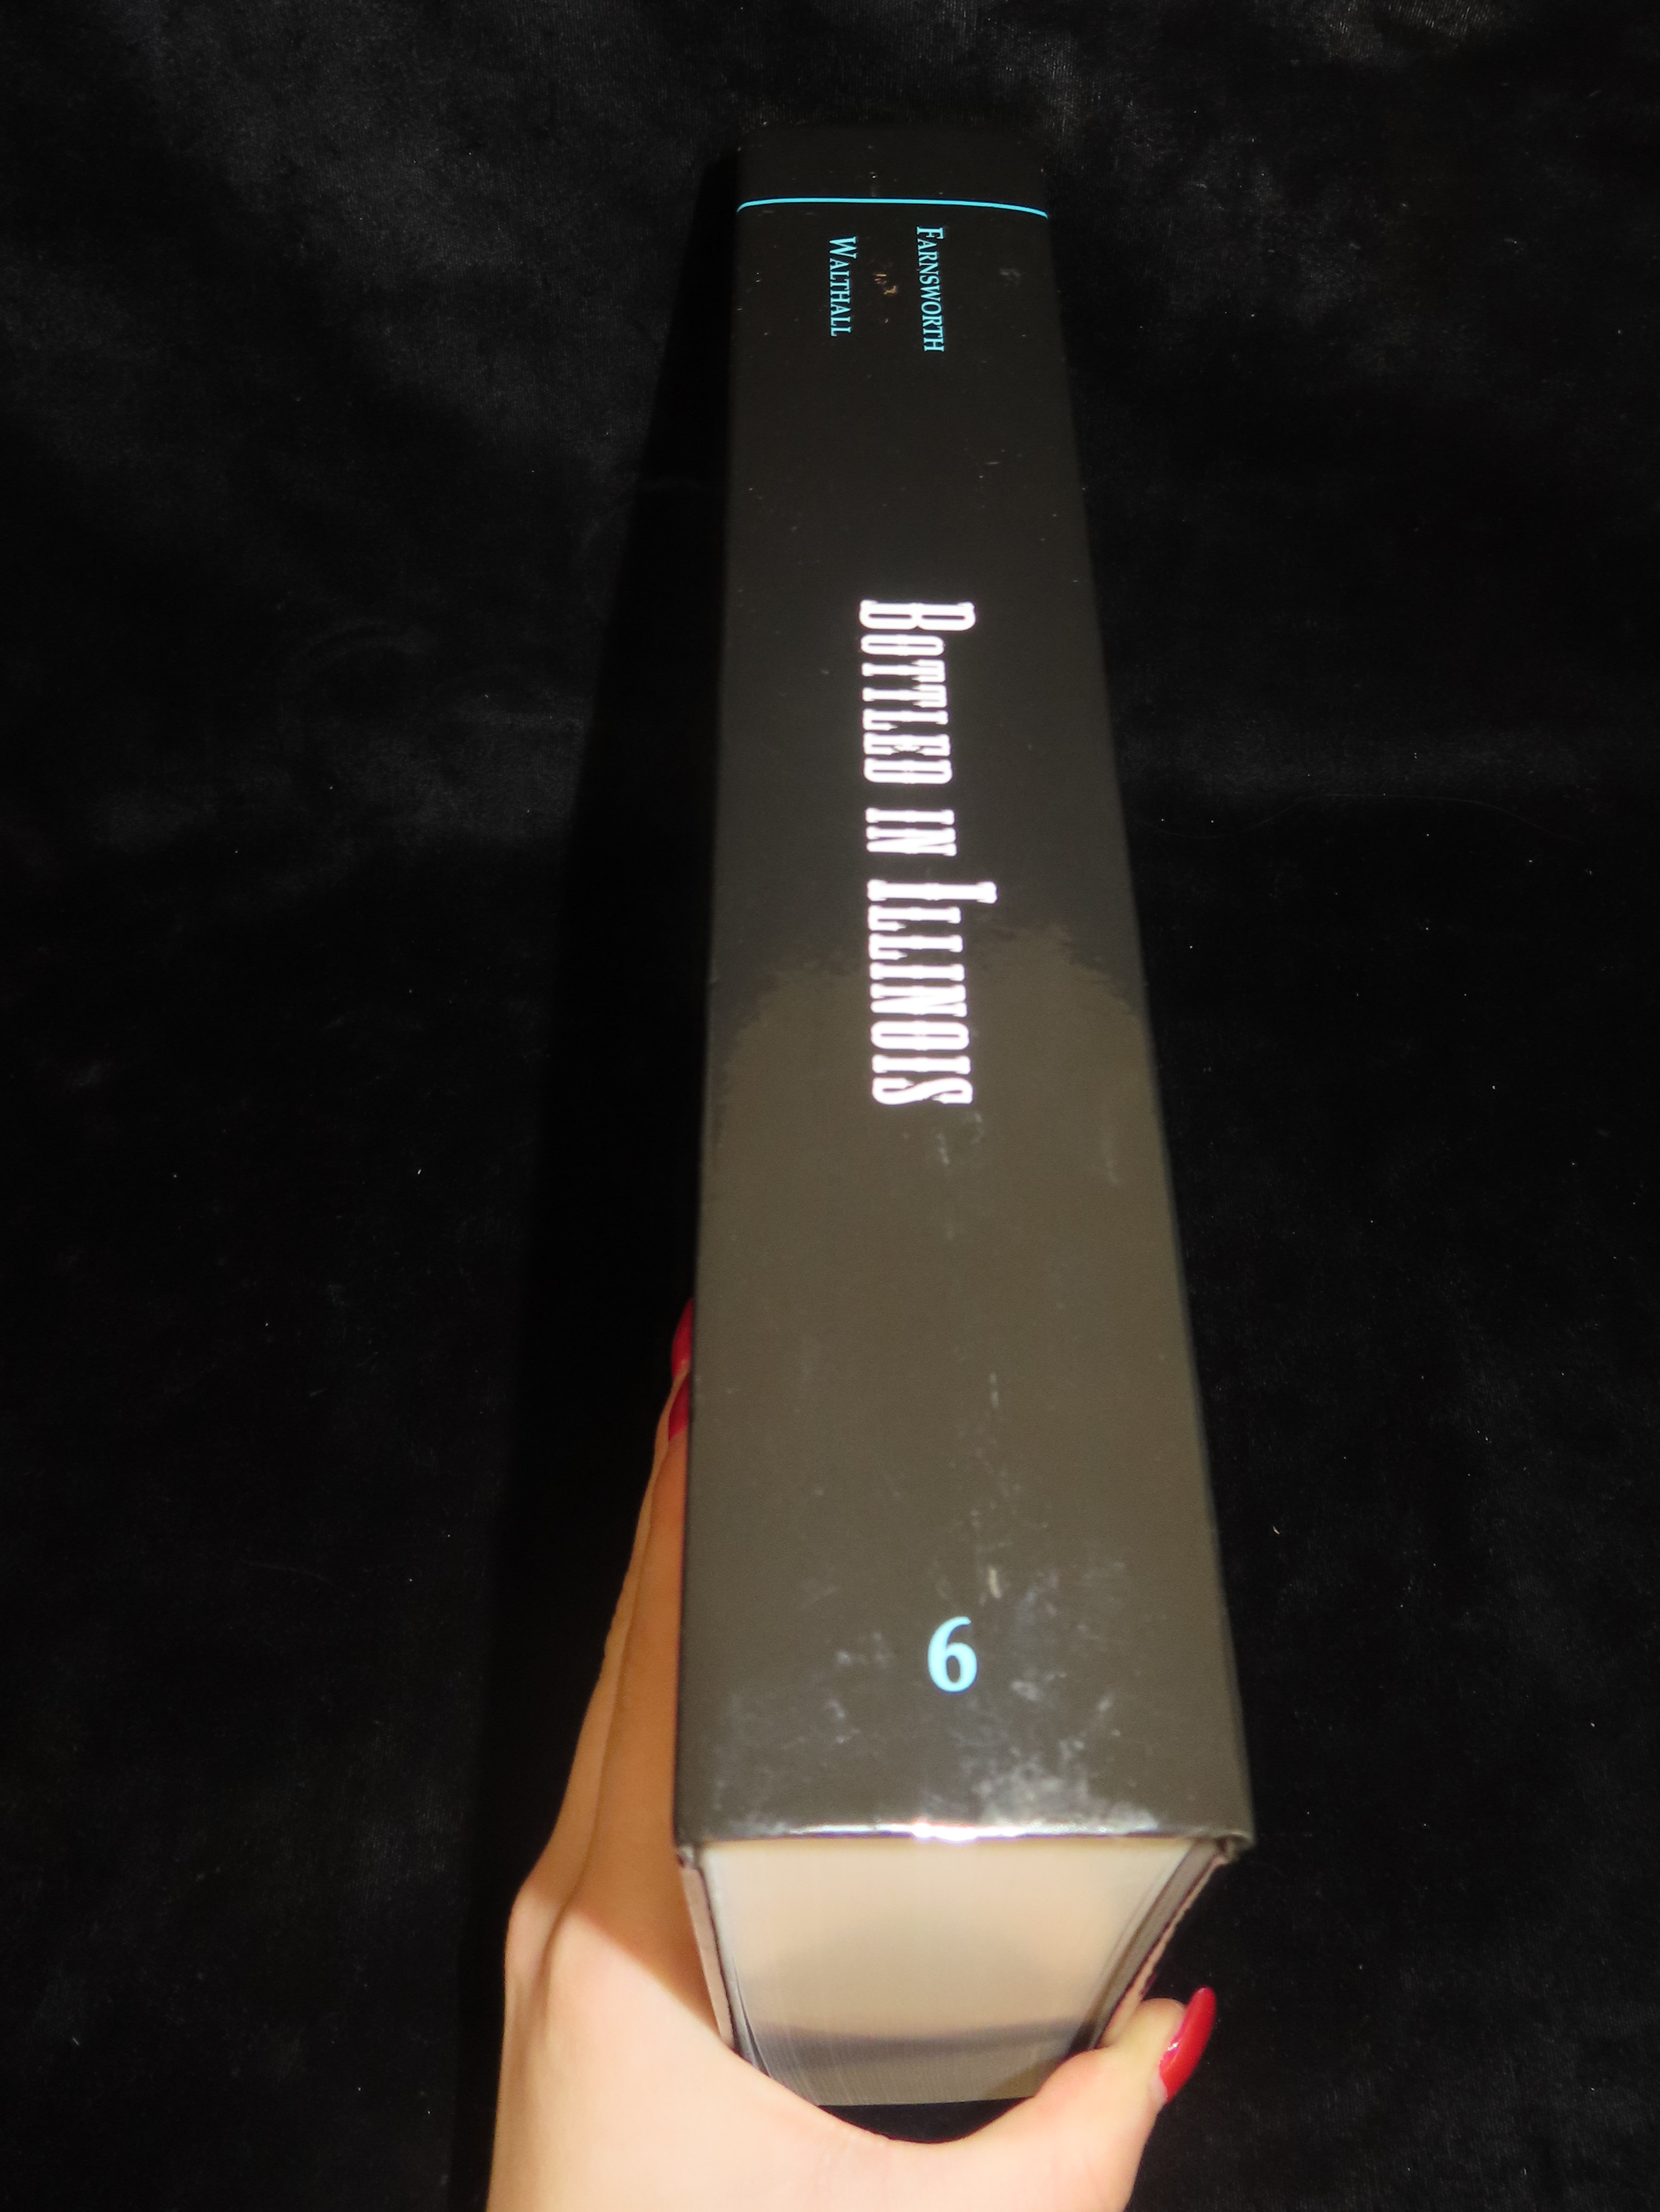 FARNSWORTH
WALTHALL
BOTTLED IN ILLINOIS
6